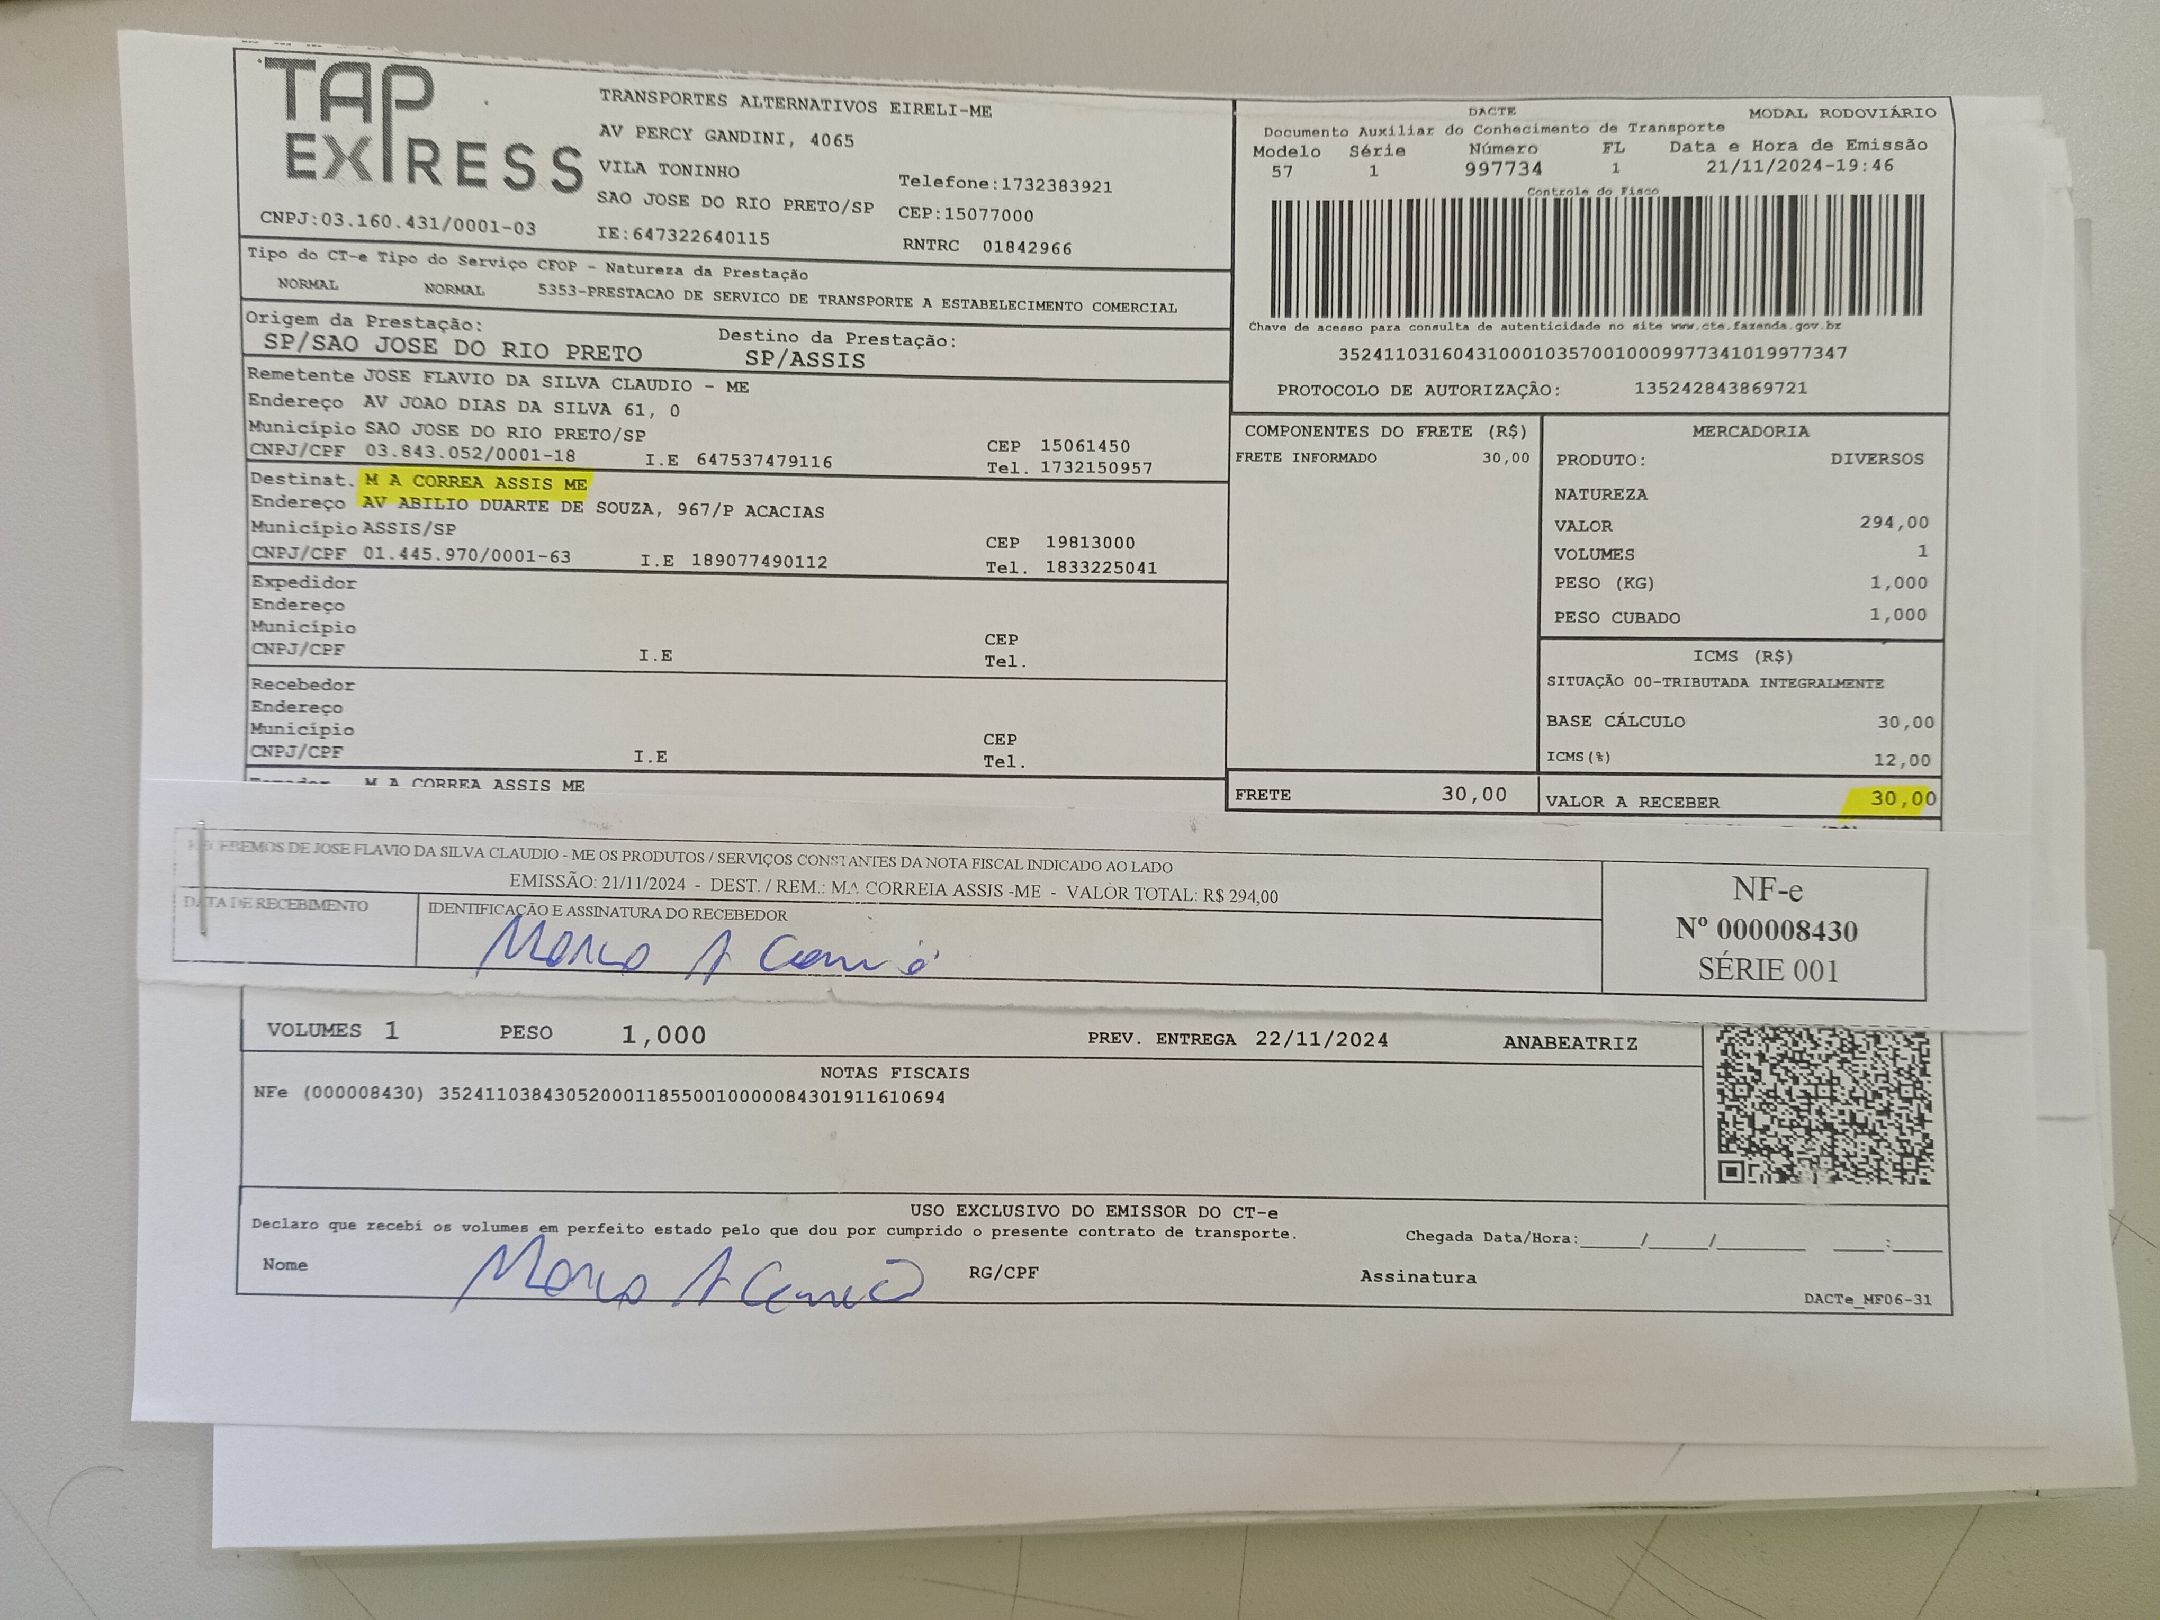 TAP EXPRESS
TRANSPORTES ALTERNATIVOS EIRELI-ME
AV PERCY GANDINI, 4065
VILA TONINHO
Telefone:1732383921
SAO JOSE DO RIO PRETO/SP CEP:15077000
CNPJ:03.160.431/0001-03 IE:647322640115 RNTRC 01842966
DACTE MODAL RODOVIÁRIO
Documento Auxiliar do Conhecimento de Transporte
Modelo Série Número FL Data e Hora de Emissão
57 1 997734 1 21/11/2024-19:46
Controle do Fisco
Chave de acesso para consulta de autenticidade no site www.cte.fazenda.gov.br
35241103160431000103570010009977341019977347
PROTOCOLO DE AUTORIZAÇÃO: 135242843869721
Tipo do CT-e Tipo do Serviço CFOP - Natureza da Prestação
NORMAL NORMAL 5353-PRESTACAO DE SERVICO DE TRANSPORTE A ESTABELECIMENTO COMERCIAL
Origem da Prestação: Destino da Prestação:
SP/SAO JOSE DO RIO PRETO SP/ASSIS
Remetente JOSE FLAVIO DA SILVA CLAUDIO - ME
Endereço AV JOAO DIAS DA SILVA 61, 0
Município SAO JOSE DO RIO PRETO/SP CEP 15061450
CNPJ/CPF 03.843.052/0001-18 I.E 647537479116 Tel. 1732150957
Destinat. M A CORREA ASSIS ME
Endereço AV ABILIO DUARTE DE SOUZA, 967/P ACACIAS
Município ASSIS/SP CEP 19813000
CNPJ/CPF 01.445.970/0001-63 I.E 189077490112 Tel. 1833225041
Expedidor
Endereço
Município CEP
CNPJ/CPF I.E Tel.
Recebedor
Endereço
Município CEP
CNPJ/CPF I.E Tel.
M A CORREA ASSIS ME
COMPONENTES DO FRETE (R$)
FRETE INFORMADO 30,00
FRETE 30,00
MERCADORIA
PRODUTO: DIVERSOS
NATUREZA
VALOR 294,00
VOLUMES 1
PESO (KG) 1,000
PESO CUBADO 1,000
ICMS (R$)
SITUAÇÃO 00-TRIBUTADA INTEGRALMENTE
BASE CÁLCULO 30,00
ICMS(%) 12,00
VALOR A RECEBER 30,00
DE JOSE FLAVIO DA SILVA CLAUDIO - ME OS PRODUTOS / SERVIÇOS CONSTANTES DA NOTA FISCAL INDICADO AO LADO
EMISSÃO: 21/11/2024 - DEST. / REM.: MA CORREIA ASSIS -ME - VALOR TOTAL: R$ 294,00
DATA DE RECEBIMENTO IDENTIFICAÇÃO E ASSINATURA DO RECEBEDOR
Marco A
NF-e
Nº 000008430
SÉRIE 001
VOLUMES 1 PESO 1,000 PREV. ENTREGA 22/11/2024 ANABEATRIZ
NOTAS FISCAIS
NFe (000008430) 35241103843052000118550010000084301911610694
USO EXCLUSIVO DO EMISSOR DO CT-e
Declaro que recebi os volumes em perfeito estado pelo que dou por cumprido o presente contrato de transporte. Chegada Data/Hora:____/____/______ ___:___
Nome Marco A RG/CPF Assinatura
DACTe_MF06-31